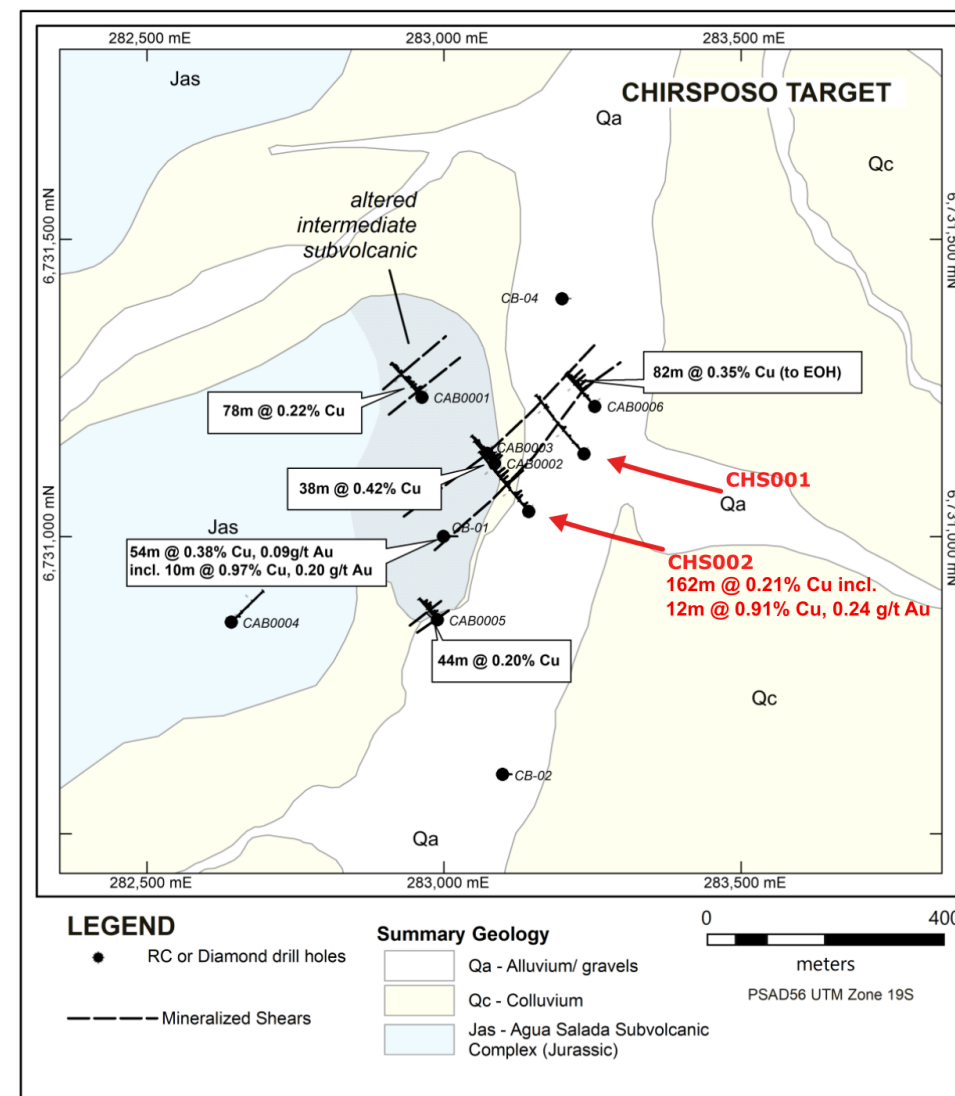 282,500 mE
283,000 mE
283,500 mE
Jas
CHIRSPOSO TARGET
Qa
Qc
6,731,500 mN
6,731,500 mN
altered
intermediate
subvolcanic
CB-04
82m @ 0.35% Cu (to EOH)
CAB0001
CAB0006
78m @ 0.22% Cu
CAB0003
CAB0002
CHS001
38m @ 0.42% Cu
Qa
Jas
CB-01
6,731,000 mN
6,731,000 mN
54m @ 0.38% Cu, 0.09g/t Au
incl. 10m @ 0.97% Cu, 0.20 g/t Au
CHS002
162m @ 0.21% Cu incl.
12m @ 0.91% Cu, 0.24 g/t Au
CAB0004
CAB0005
44m @ 0.20% Cu
Qc
CB-02
Qa
282,500 mE
283,000 mE
283,500 mE
LEGEND
RC or Diamond drill holes
Mineralized Shears
Summary Geology
Qa - Alluvium/ gravels
Qc - Colluvium
Jas - Agua Salada Subvolcanic
Complex (Jurassic)
0
400
meters
PSAD56 UTM Zone 19S